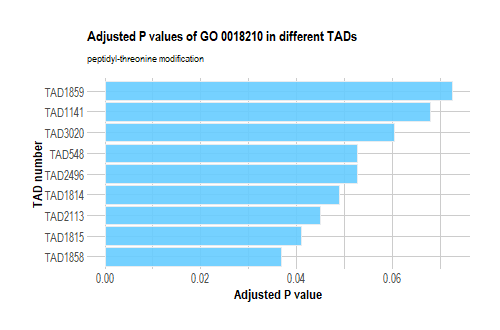 Adjusted P values of GO 0018210 in different TADs
peptidyl-threonine modification
TAD1859
TAD1141
TAD3020
TAD548
TAD2496
TAD1814
TAD2113
TAD1815
TAD1858
TAD number
0.00 0.02 0.04 0.06
Adjusted P value